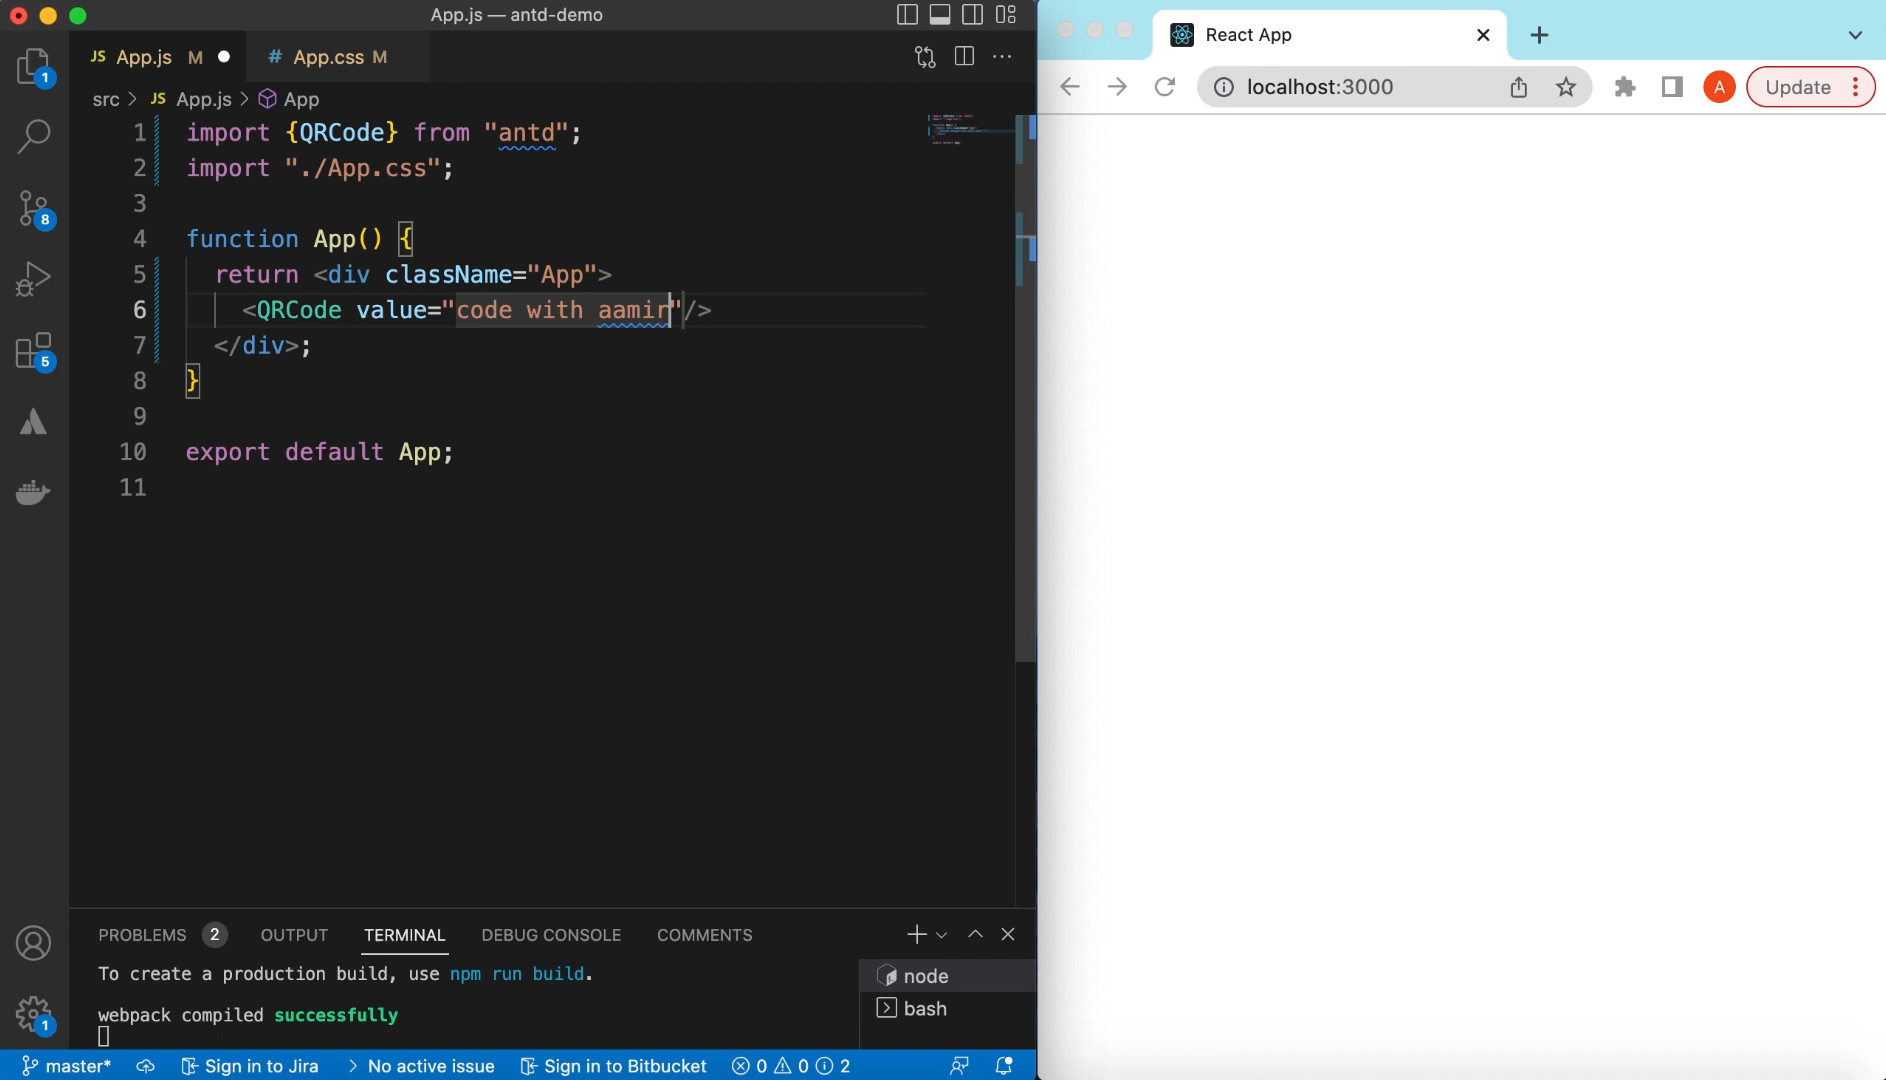 App.js — antd-demo
JS App.js M
# App.css M
src > JS App.js > App
1 import {QRCode} from "antd";
2 import "./App.css";
3
4 function App() {
5 return <div className="App">
6 <QRCode value="code with aamir"/>
7 </div>;
8 }
9
10 export default App;
11
1
8
5
1
PROBLEMS 2 OUTPUT TERMINAL DEBUG CONSOLE COMMENTS
To create a production build, use npm run build.
webpack compiled successfully
node
bash
master* Sign in to Jira > No active issue Sign in to Bitbucket 0 0 2
React App
localhost:3000
A
Update